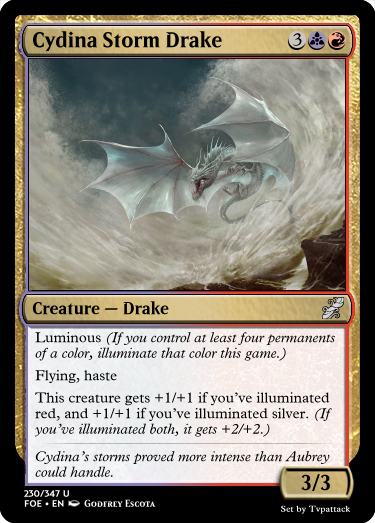 Cydina Storm Drake 3
Creature — Drake
Luminous (If you control at least four permanents
of a color, illuminate that color this game.)
Flying, haste
This creature gets +1/+1 if you've illuminated
red, and +1/+1 if you've illuminated silver. (If
you've illuminated both, it gets +2/+2.)
Cydina's storms proved more intense than Aubrey
could handle.
3/3
230/347 U
FOE • EN Godfrey Escota
Set by Tvpattack